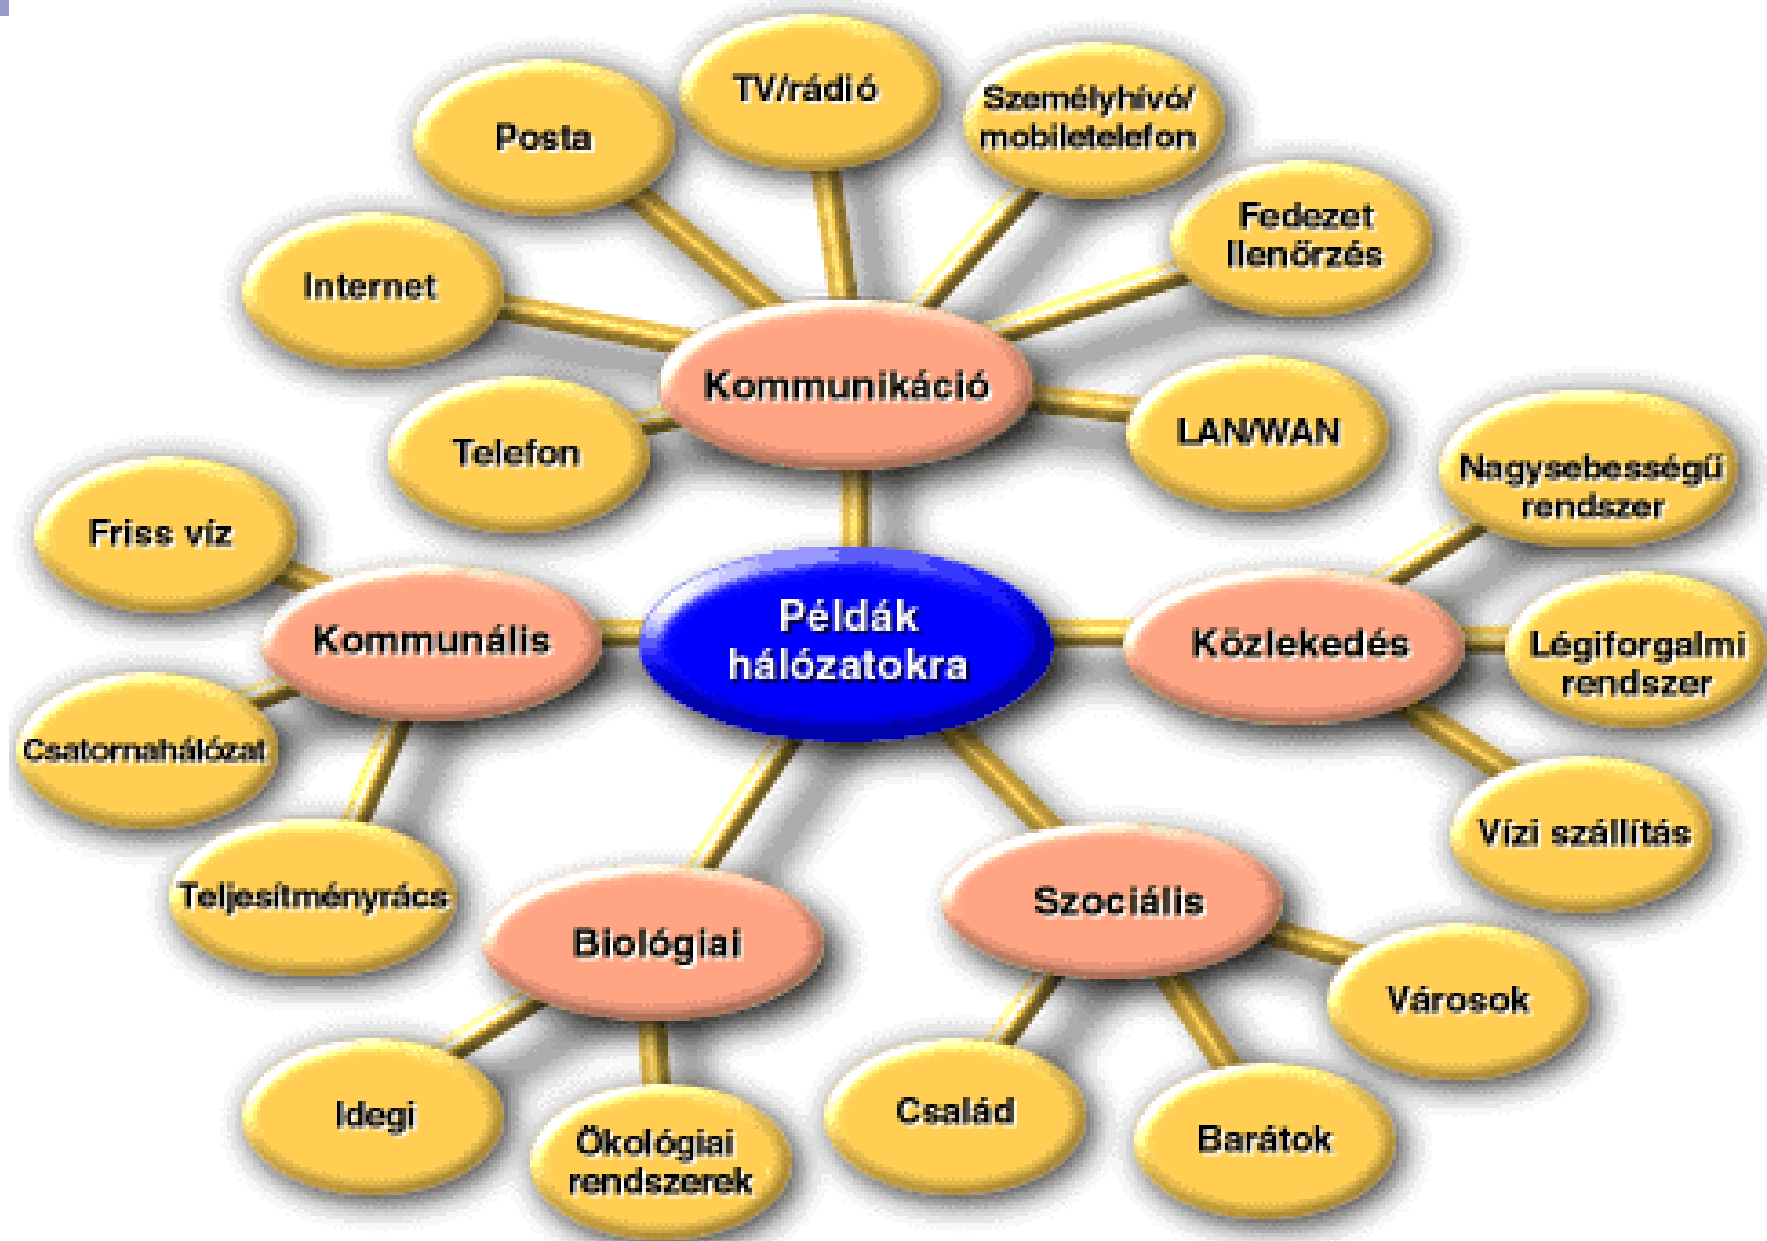 TV/rádió
Személyhívó/
mobiletelefon
Posta
Fedezet
llenőrzés
Internet
Kommunikáció
LAN/WAN
Telefon
Nagysebességű
rendszer
Friss víz
Példák
hálózatokra
Kommunális
Közlekedés
Légiforgalmi
rendszer
Csatornahálózat
Vízi szállítás
Teljesítményrács
Szociális
Biológiai
Városok
Idegi
Család
Barátok
Ökológiai
rendszerek